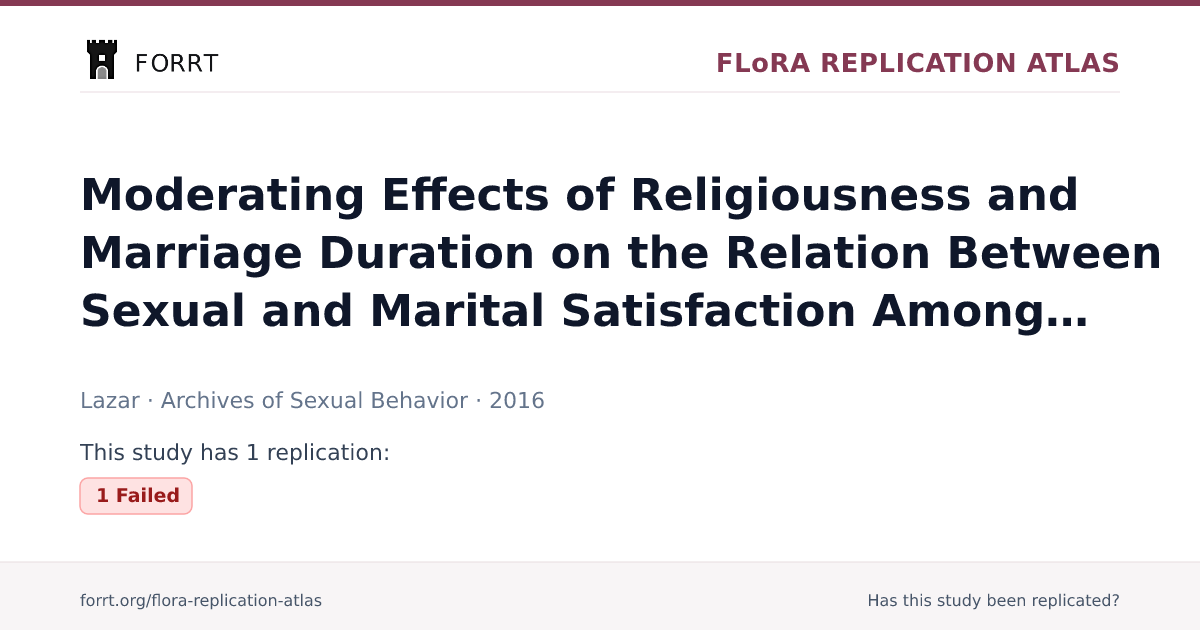 FORRT
FLoRA REPLICATION ATLAS
Moderating Effects of Religiousness and
Marriage Duration on the Relation Between
Sexual and Marital Satisfaction Among…
Lazar · Archives of Sexual Behavior · 2016
This study has 1 replication:
1 Failed
forrt.org/flora-replication-atlas
Has this study been replicated?